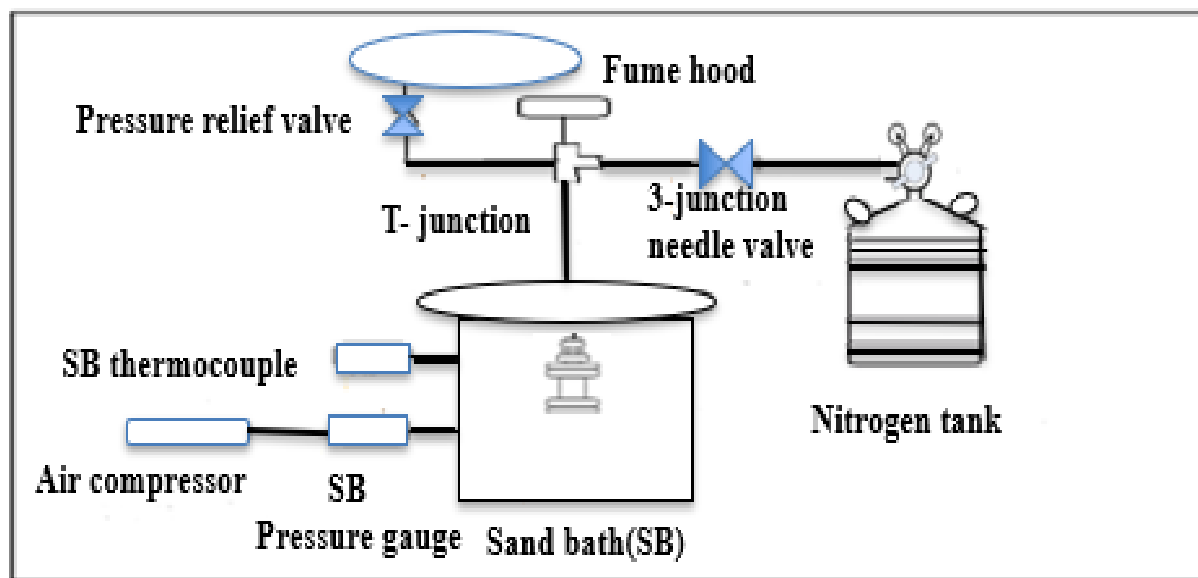 Fume hood
Pressure relief valve
T- junction
3-junction
needle valve
SB thermocouple
Nitrogen tank
Air compressor
SB
Pressure gauge
Sand bath(SB)